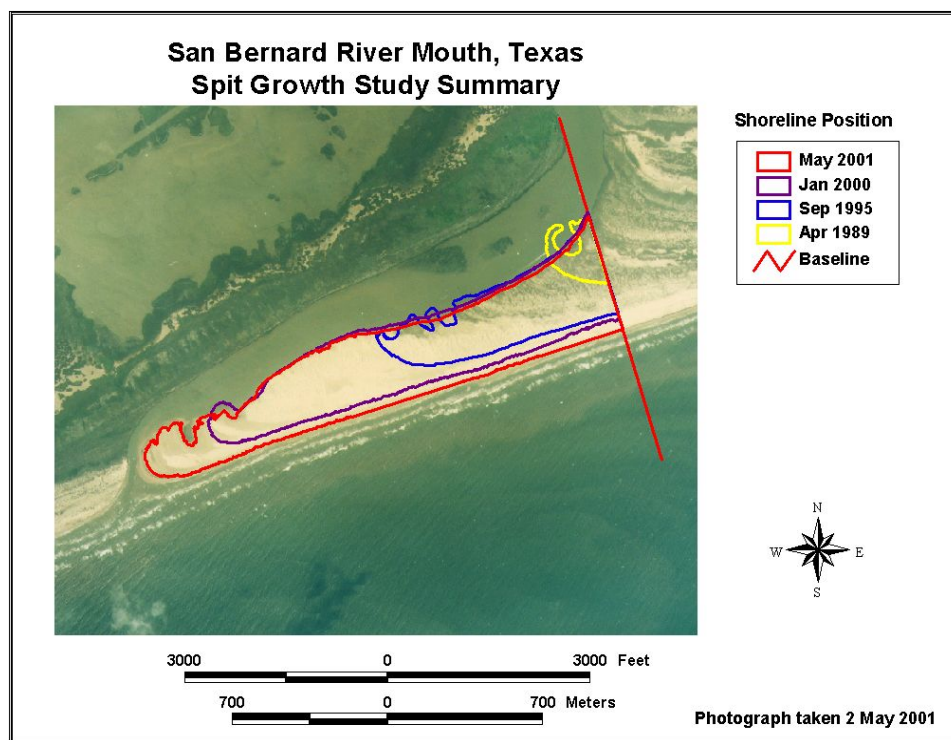 San Bernard River Mouth, Texas
Spit Growth Study Summary
Shoreline Position
May 2001
Jan 2000
Sep 1995
Apr 1989
Baseline
N
W E
S
3000 0 3000 Feet
700 0 700 Meters
Photograph taken 2 May 2001